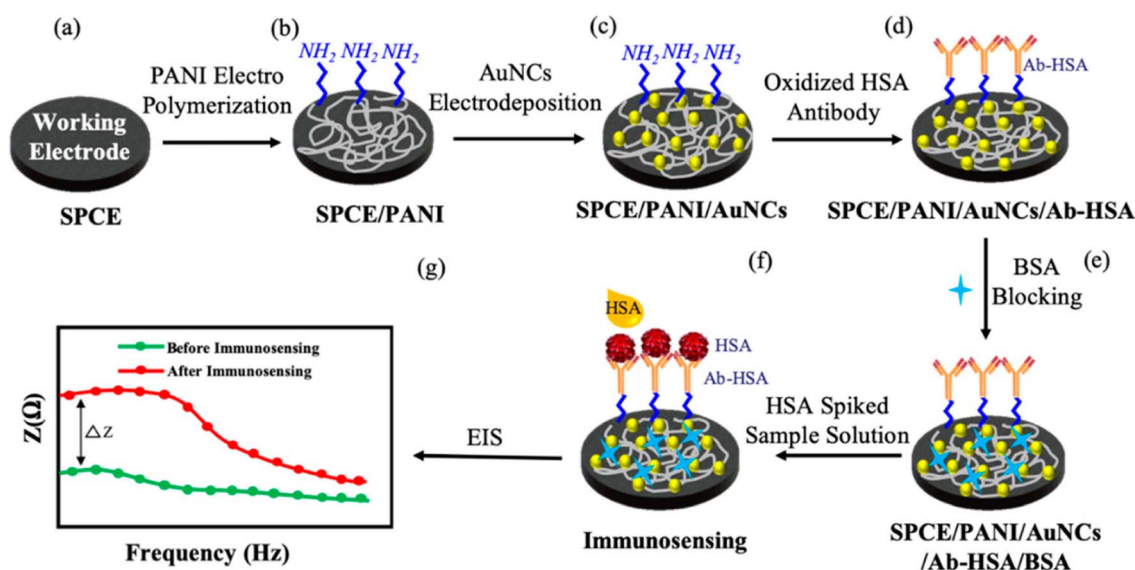 (a)
(b)
(c)
(d)
NH2 NH2 NH2
NH2 NH2 NH2
PANI Electro
Polymerization
AuNCs
Electrodeposition
Oxidized HSA
Antibody
Ab-HSA
Working
Electrode
SPCE
SPCE/PANI
SPCE/PANI/AuNCs
SPCE/PANI/AuNCs/Ab-HSA
(g)
(f)
(e)
BSA
Blocking
HSA
HSA
Ab-HSA
Before Immunosensing
After Immunosensing
Z(Ω)
△Z
EIS
HSA Spiked
Sample Solution
Frequency (Hz)
Immunosensing
SPCE/PANI/AuNCs
/Ab-HSA/BSA